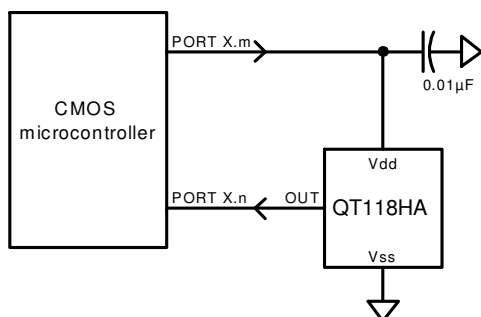 PORT X.m
0.01µF
CMOS
microcontroller
Vdd
PORT X.n
OUT
QT118HA
Vss